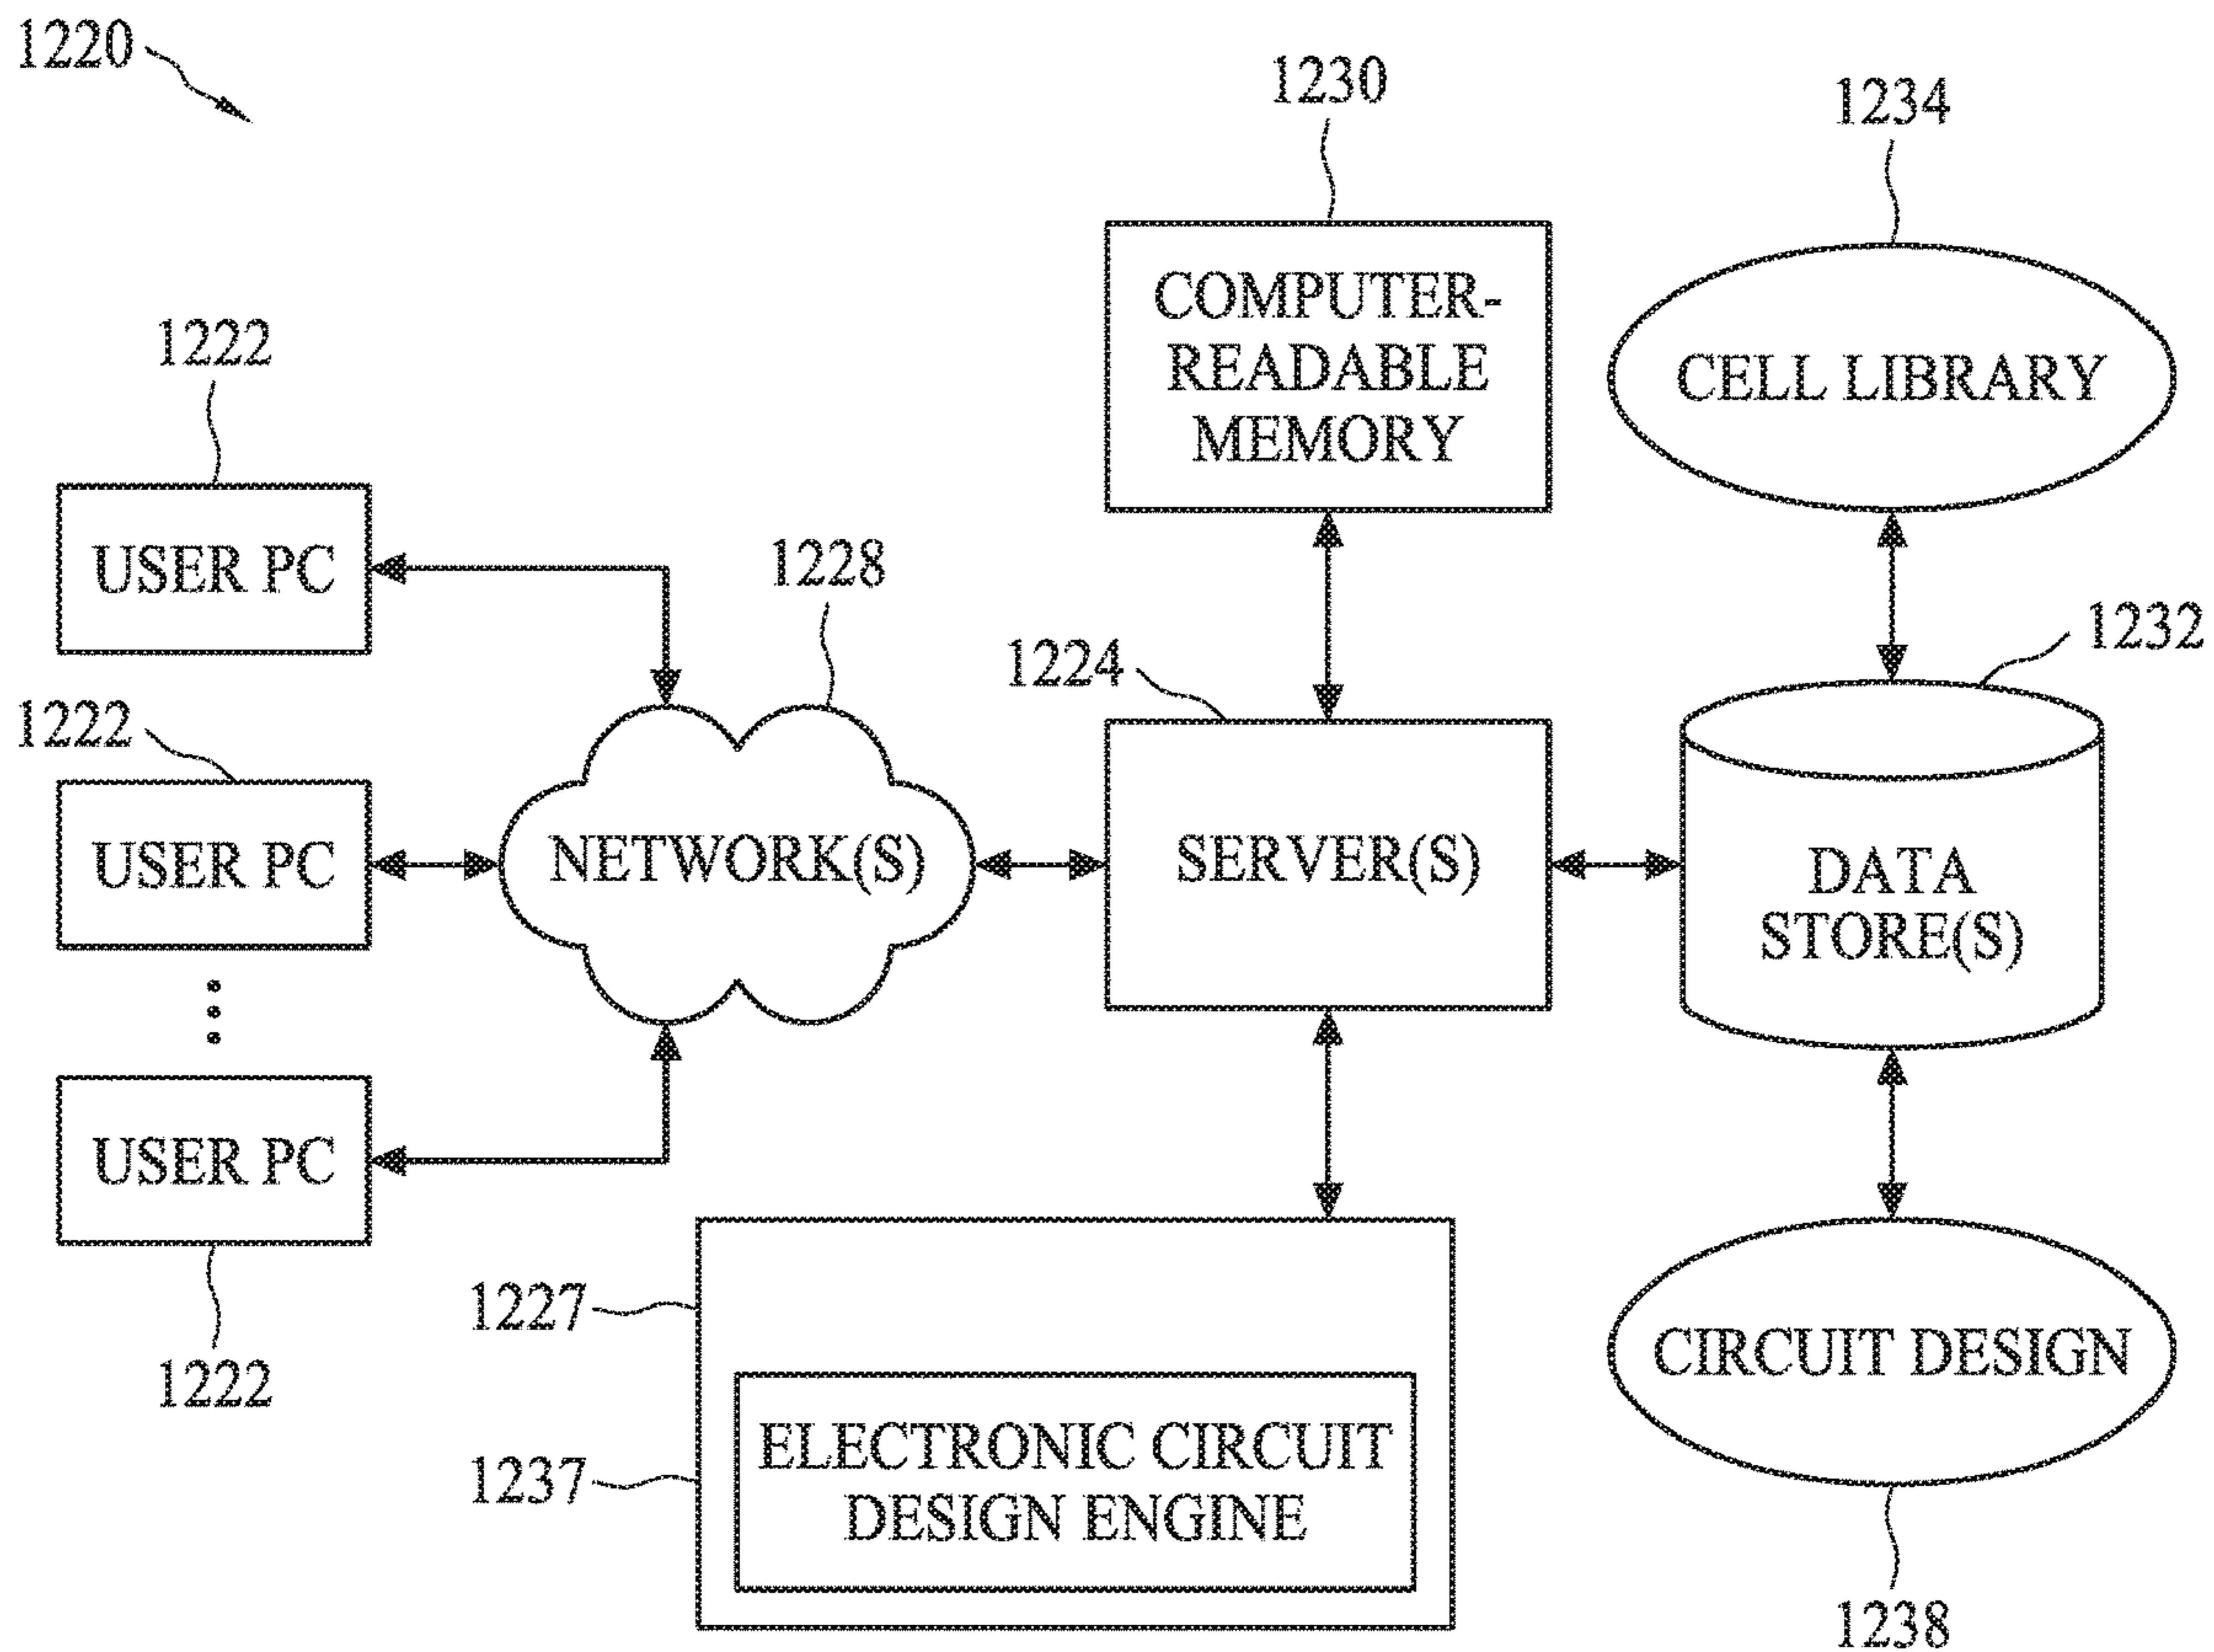 1220
1230
1234
COMPUTER-
READABLE
MEMORY
CELL LIBRARY
1222
USER PC
1228
1224
1232
1222
USER PC
NETWORK(S)
SERVER(S)
DATA
STORE(S)
USER PC
1222
1227
1237
ELECTRONIC CIRCUIT
DESIGN ENGINE
CIRCUIT DESIGN
1238